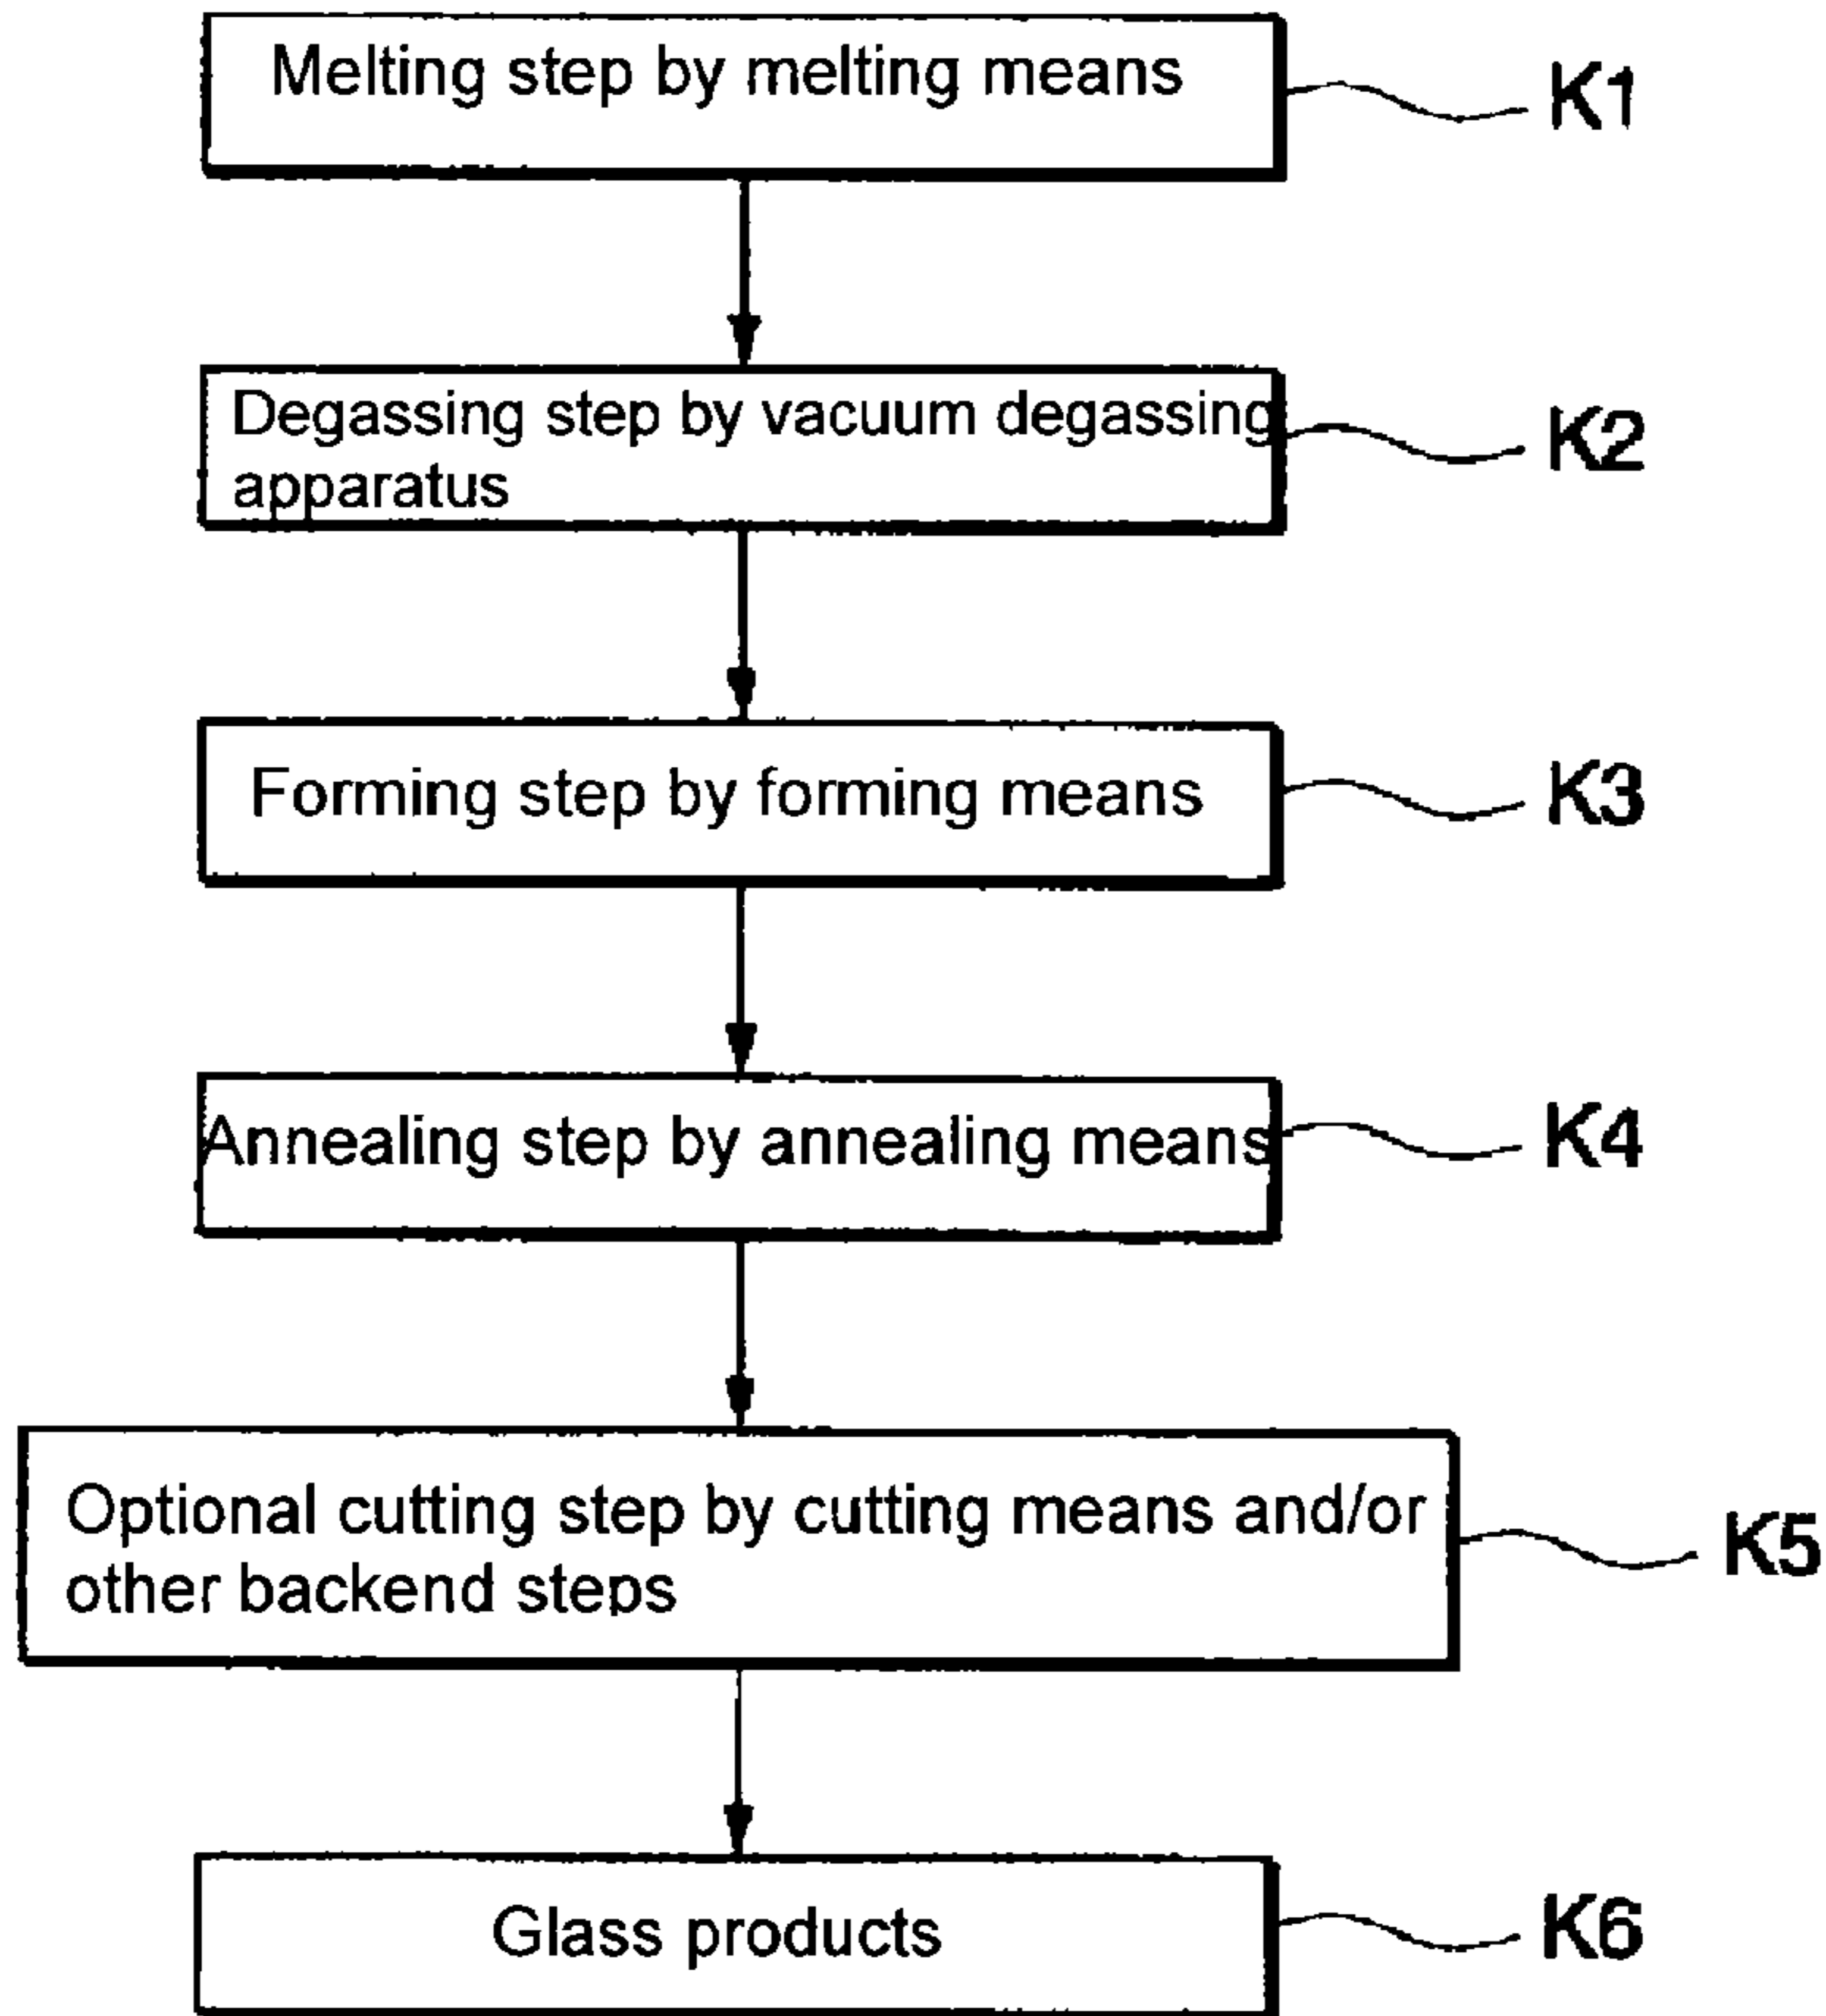 Melting step by melting means
K1
Degassing step by vacuum degassing
apparatus
K2
Forming step by forming means
K3
Annealing step by annealing means
K4
Optional cutting step by cutting means and/or
other backend steps
K5
Glass products
K6